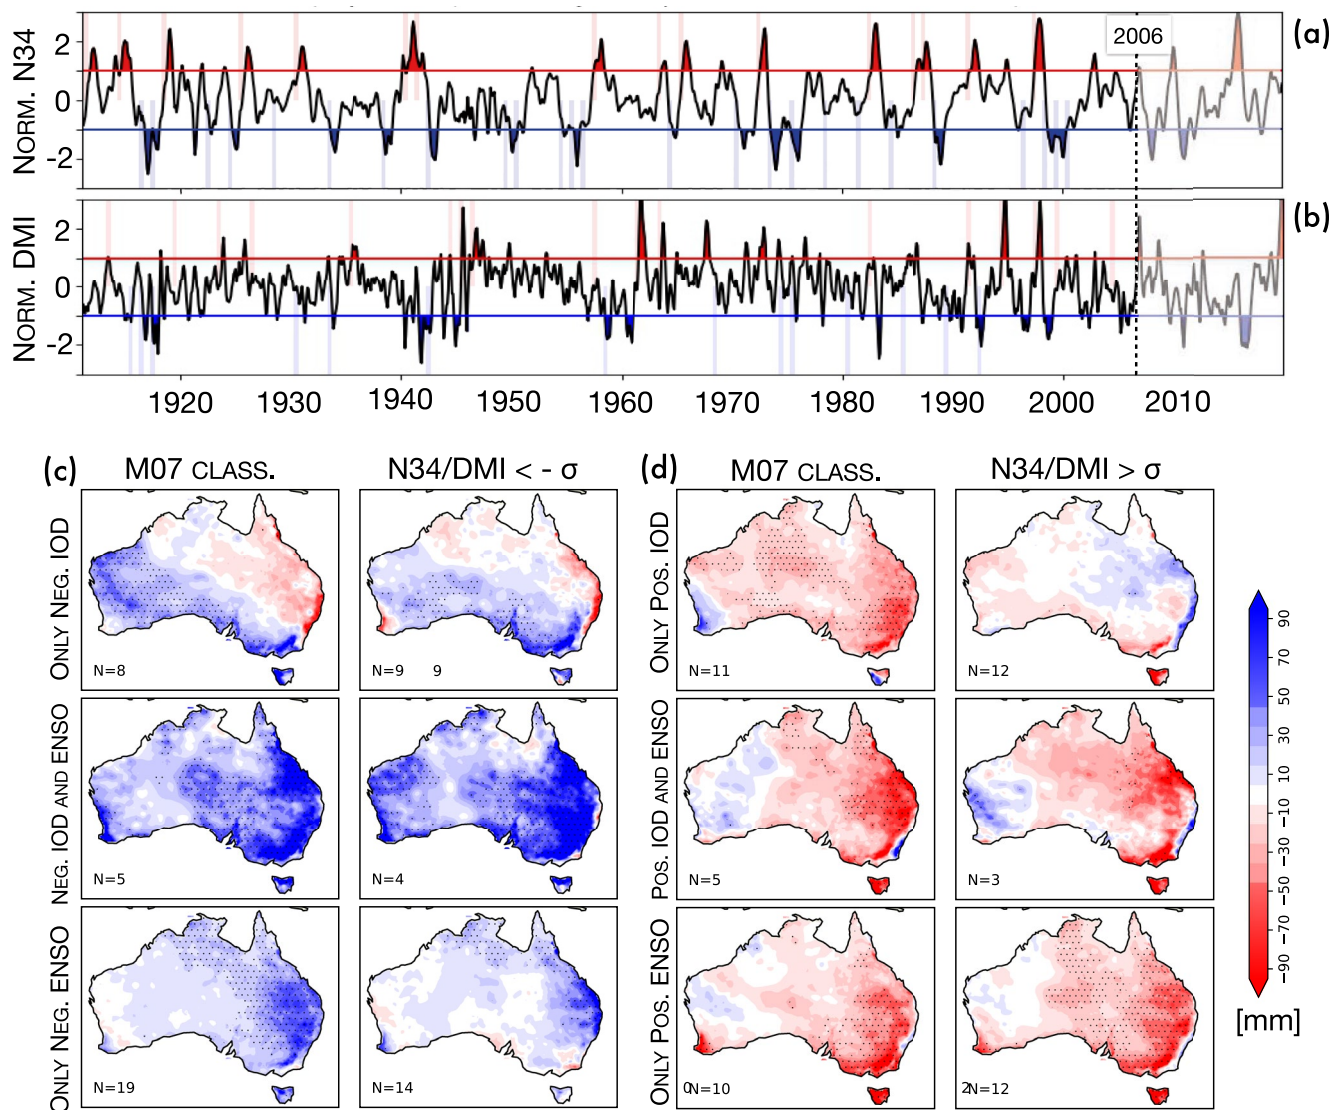 NORM. N34
2
0
-2
2006
(a)
NORM. DMI
2
0
-2
(b)
1920 1930 1940 1950 1960 1970 1980 1990 2000 2010
(c) M07 CLASS. N34/DMI < - σ (d) M07 CLASS. N34/DMI > σ
ONLY NEG. IOD
N=8
N=9 9
ONLY POS. IOD
N=11
N=12
NEG. IOD AND ENSO
N=5
N=4
POS. IOD AND ENSO
N=5
N=3
ONLY NEG. ENSO
N=19
N=14
ONLY POS. ENSO
0N=10
2N=12
90
70
50
30
10
−10
−30
−50
−70
−90
[mm]